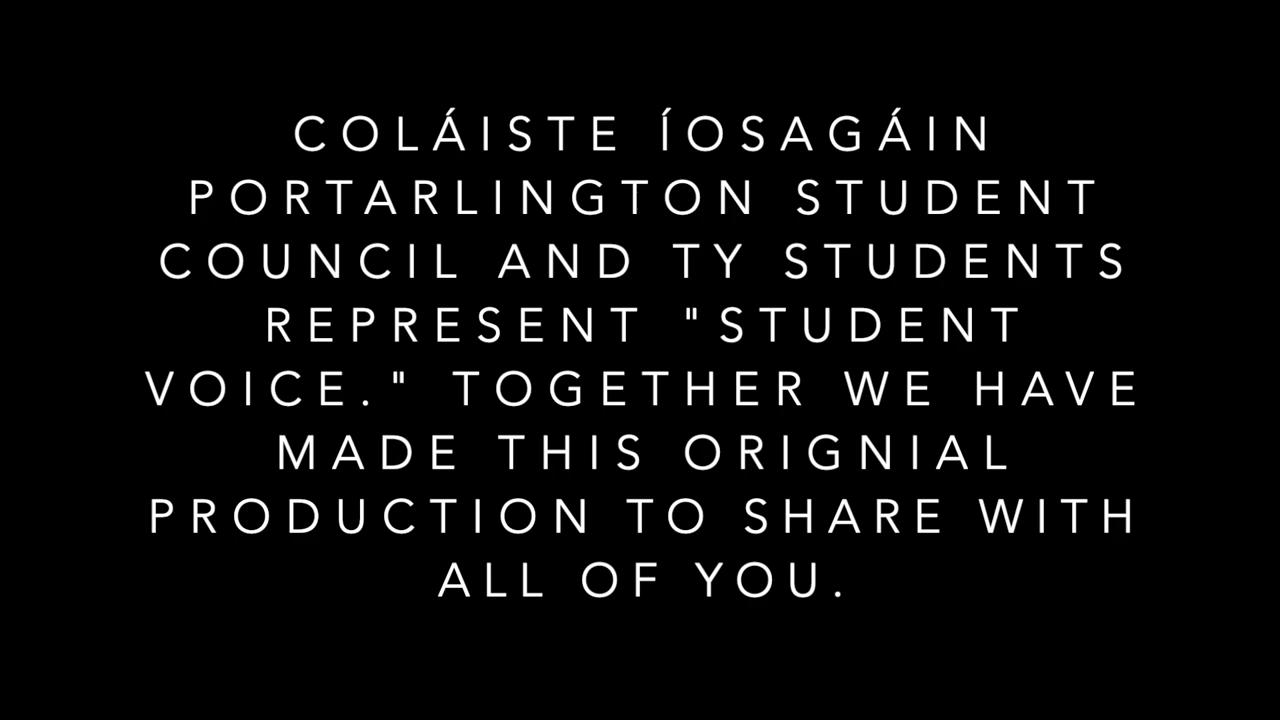 COLÁISTE ÍOSAGÁIN
PORTARLINGTON STUDENT
COUNCIL AND TY STUDENTS
REPRESENT "STUDENT
VOICE." TOGETHER WE HAVE
MADE THIS ORIGNIAL
PRODUCTION TO SHARE WITH
ALL OF YOU.